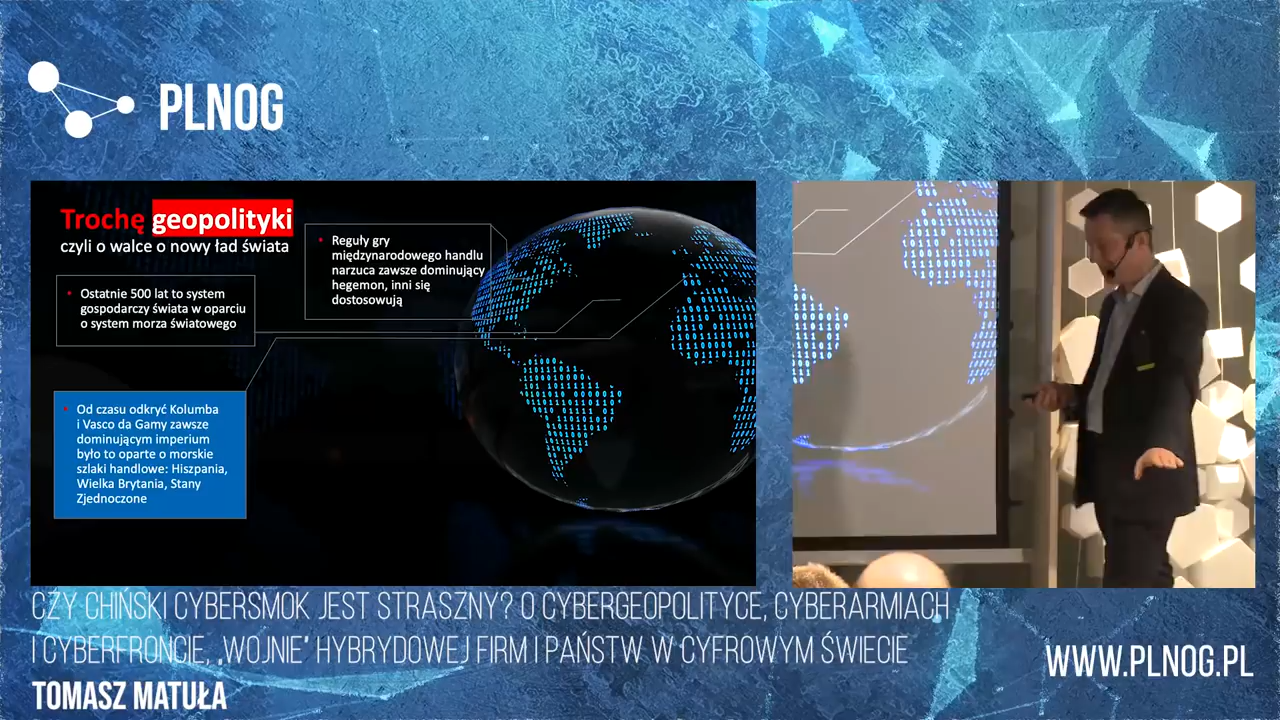 PLNOG
Trochę geopolityki
czyli o walce o nowy ład świata
Reguły gry
międzynarodowego handlu
narzuca zawsze dominujący
hegemon, inni się
dostosowują
Ostatnie 500 lat to system
gospodarczy świata w oparciu
o system morza światowego
Od czasu odkryć Kolumba
i Vasco da Gamy zawsze
dominującym imperium
było to oparte o morskie
szlaki handlowe: Hiszpania,
Wielka Brytania, Stany
Zjednoczone
CZY CHIŃSKI CYBERSMOK JEST STRASZNY? O CYBERGEOPOLITYCE, CYBERARMIACH
I CYBERFRONCIE, „WOJNIE” HYBRYDOWEJ FIRM I PAŃSTW W CYFROWYM ŚWIECIE
TOMASZ MATUŁA
WWW.PLNOG.PL